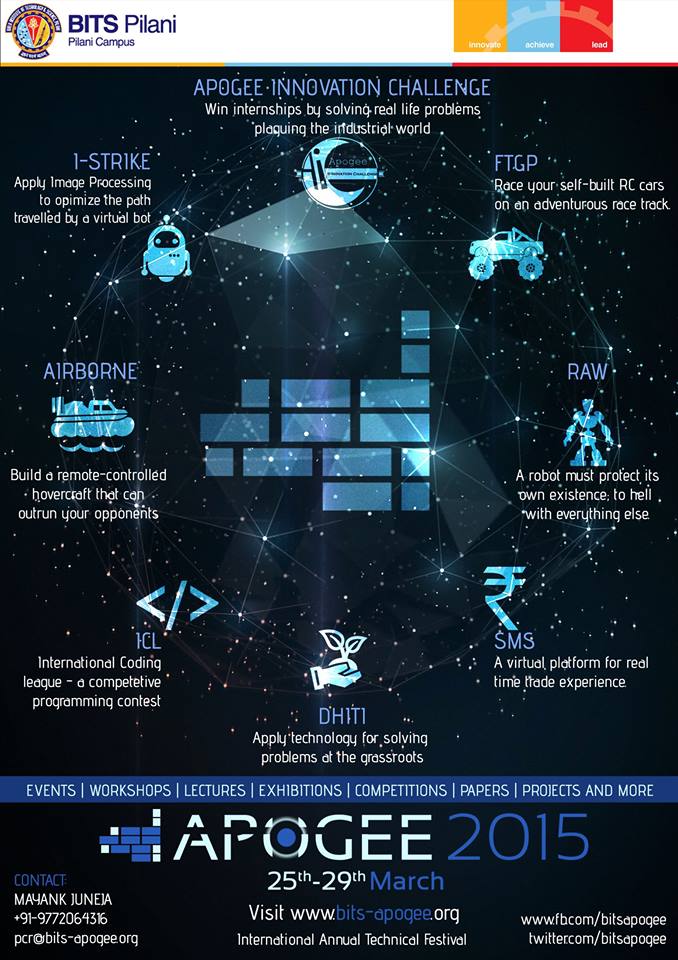 BITS Pilani
Pilani Campus
innovate achieve lead
APOGEE INNOVATION CHALLENGE
Win internships by solving real life problems
plaguing the industrial world
Apogee
INNOVATION CHALLENGE
I-STRIKE
Apply Image Processing
to opimize the path
travelled by a virtual bot
FTGP
Race your self-built RC cars
on an adventurous race track.
AIRBORNE
Build a remote-controlled
hovercraft that can
outrun your opponents
RAW
A robot must protect its
own existence; to hell
with everything else.
</>
ICL
International Coding
league - a competetive
programming contest
₹
SMS
A virtual platform for real
time trade experience.
DHITI
Apply technology for solving
problems at the grassroots
EVENTS | WORKSHOPS | LECTURES | EXHIBITIONS | COMPETITIONS | PAPERS | PROJECTS AND MORE
APOGEE 2015
25th-29th March
CONTACT:
MAYANK JUNEJA
+91-9772064316
pcr@bits-apogee.org
Visit www.bits-apogee.org
International Annual Technical Festival
www.fb.com/bitsapogee
twitter.com/bitsapogee